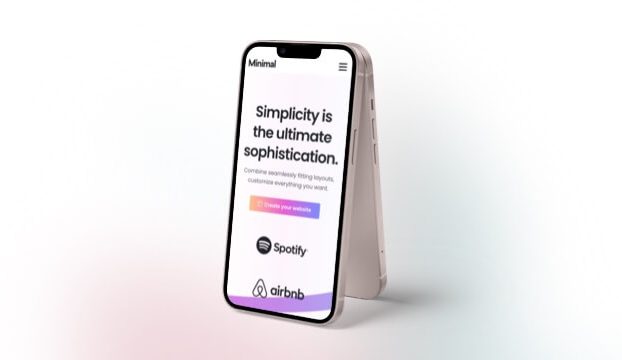 Minimal
Simplicity is
the ultimate
sophistication.
Combine seamlessly fitting layouts,
customize everything you want.
Create your website
Spotify
airbnb